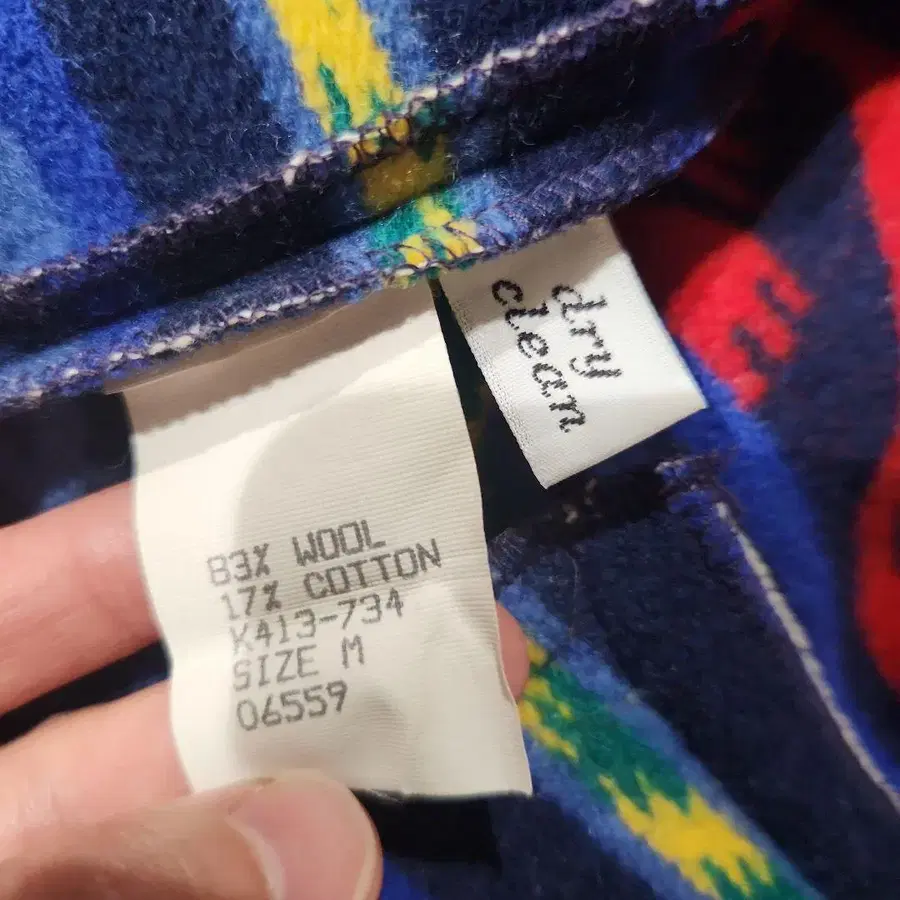 83% WOOL
17% COTTON
K413-734
SIZE M
06559
dry
clean